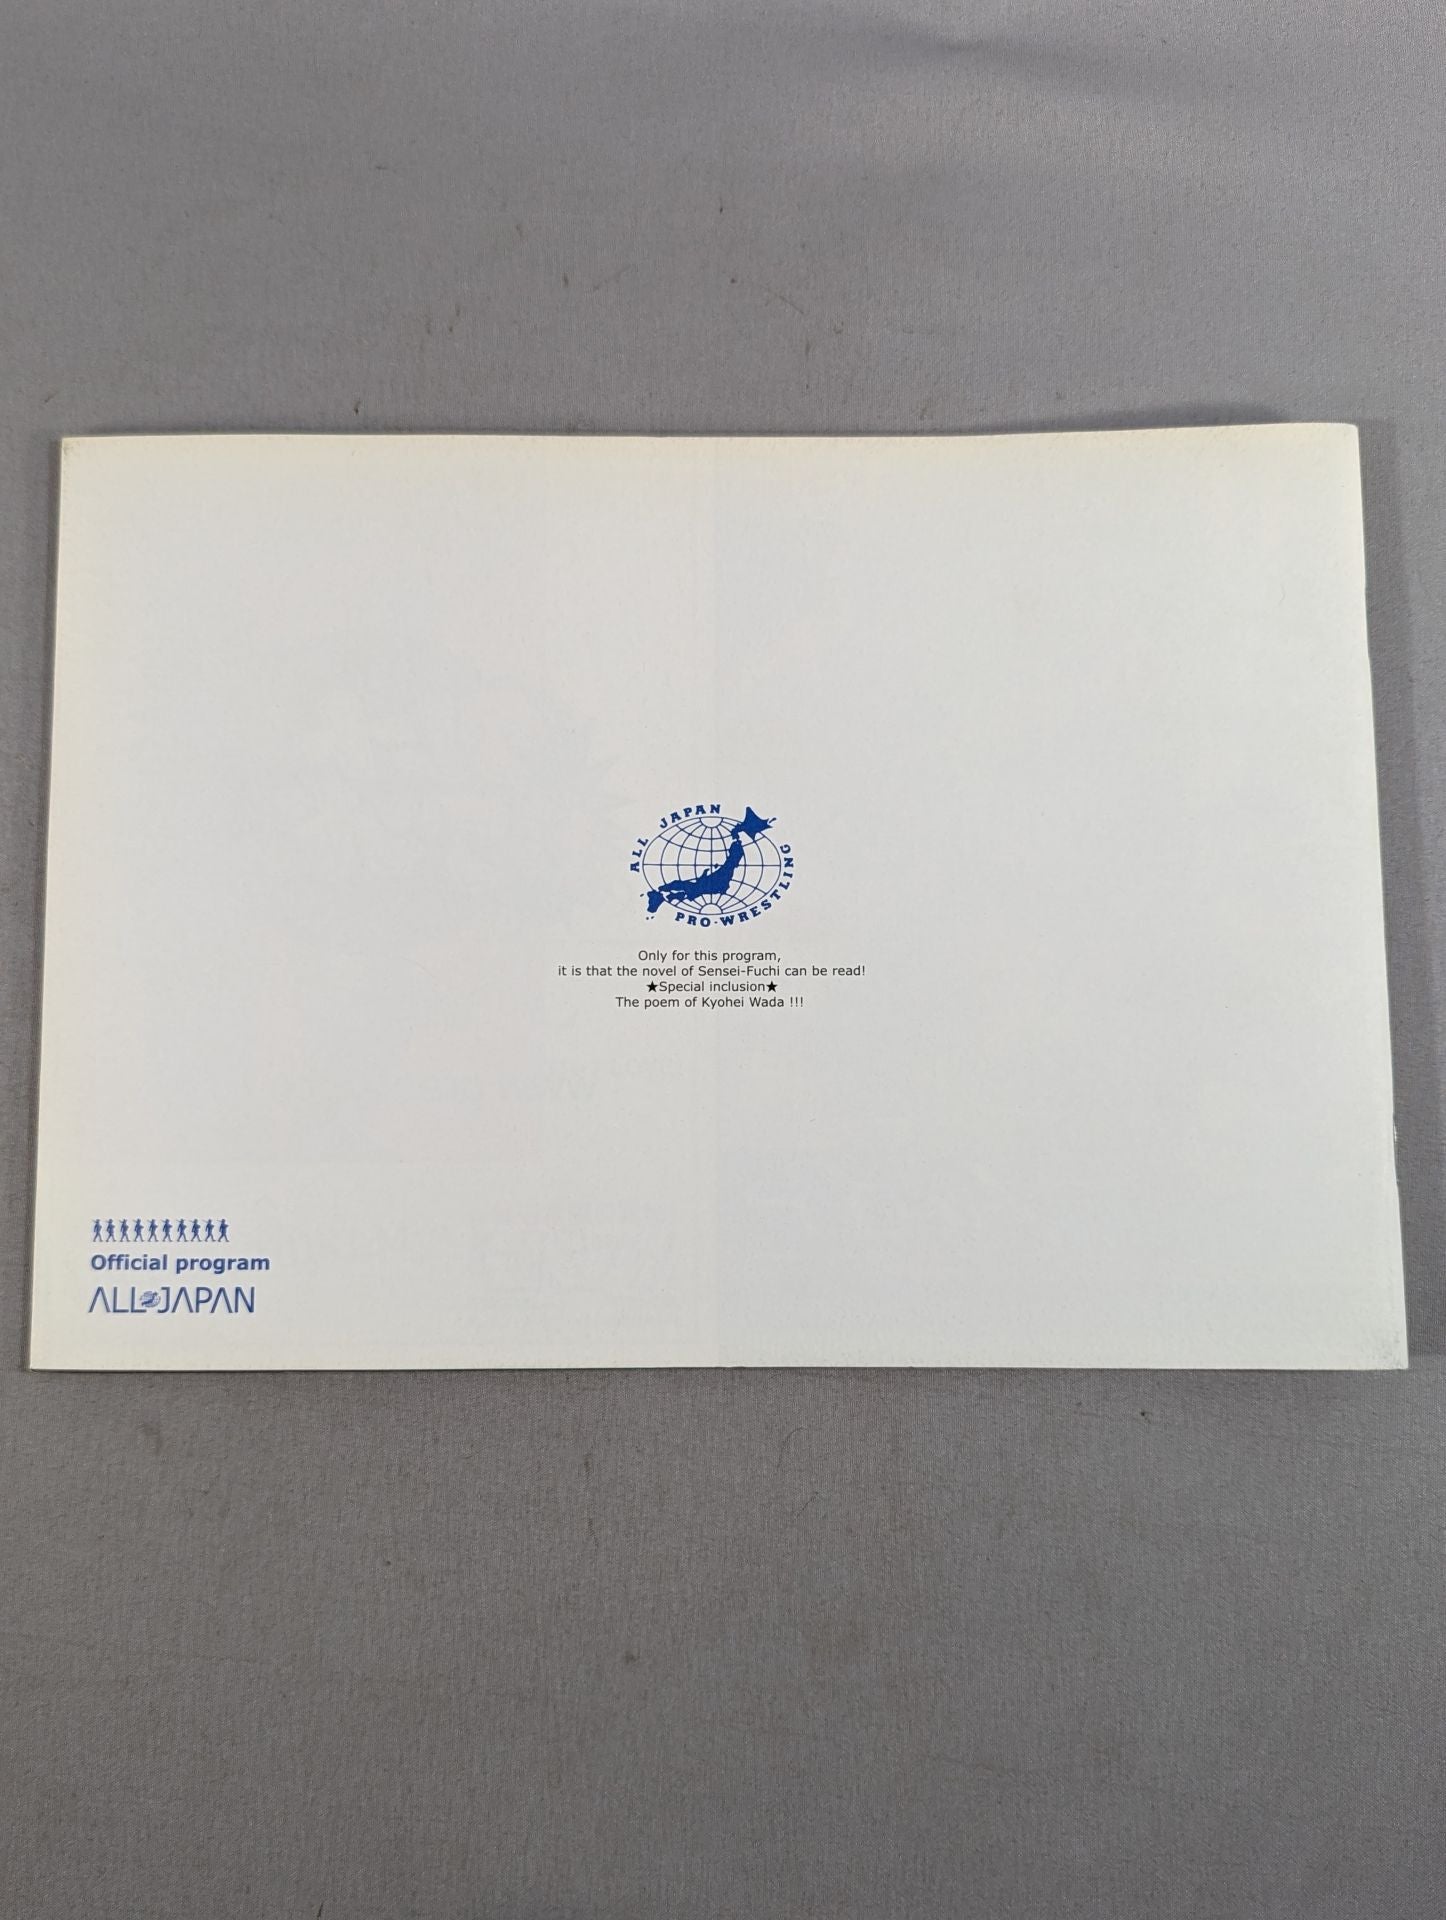 ALL JAPAN
PRO-WRESTLING
Only for this program,
it is that the novel of Sensei-Fuchi can be read!
★Special inclusion★
The poem of Kyohei Wada !!!
Official program
ALL JAPAN